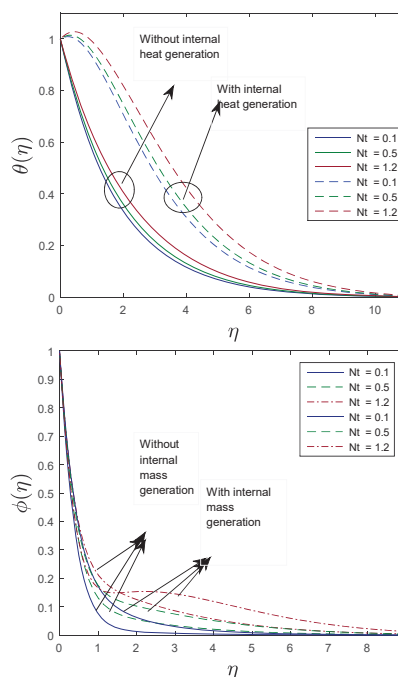 Without internal
heat generation
With internal
heat generation
Nt = 0.1
Nt = 0.5
Nt = 1.2
Nt = 0.1
Nt = 0.5
Nt = 1.2
θ(η)
1
0.8
0.6
0.4
0.2
0
0 2 4 6 8 10
η
Nt = 0.1
Nt = 0.5
Nt = 1.2
Nt = 0.1
Nt = 0.5
Nt = 1.2
Without
internal
mass
generation
With internal
mass
generation
ϕ(η)
1
0.9
0.8
0.7
0.6
0.5
0.4
0.3
0.2
0.1
0
0 1 2 3 4 5 6 7 8
η